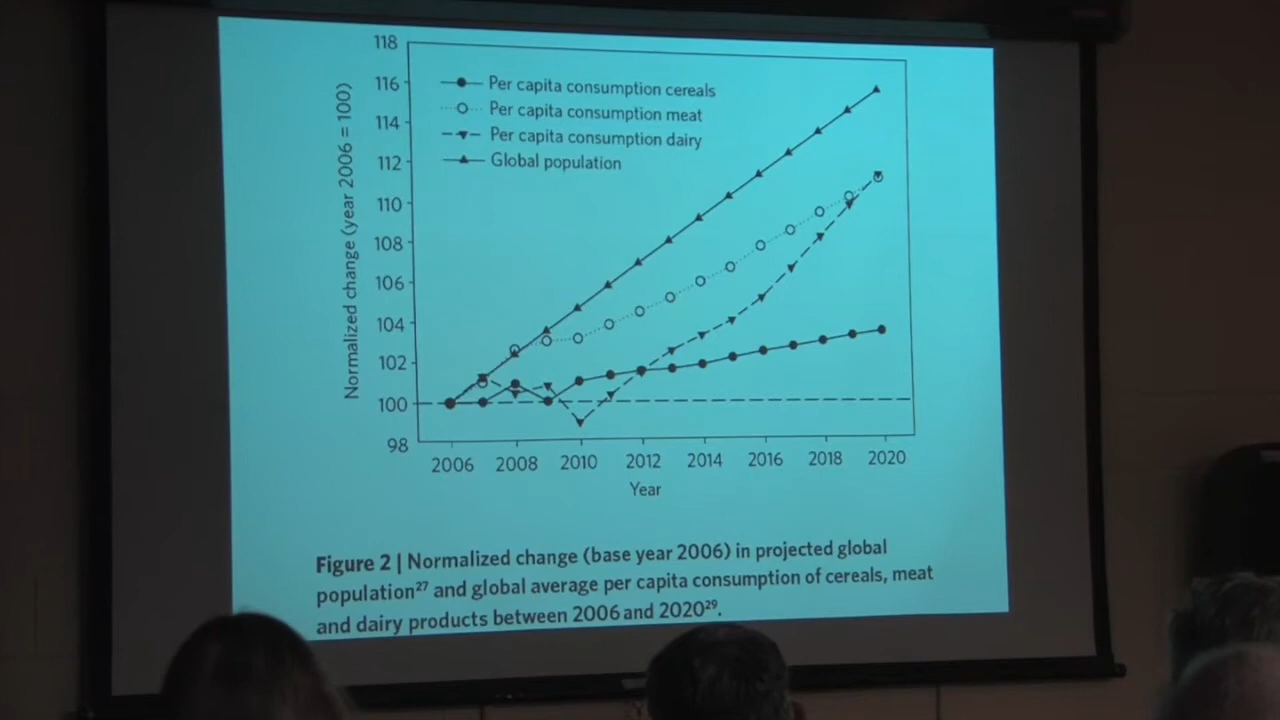 118
116
114
112
110
108
106
104
102
100
98
Normalized change (year 2006 = 100)
Per capita consumption cereals
Per capita consumption meat
Per capita consumption dairy
Global population
2006 2008 2010 2012 2014 2016 2018 2020
Year
Figure 2 | Normalized change (base year 2006) in projected global
population²⁷ and global average per capita consumption of cereals, meat
and dairy products between 2006 and 2020²⁹.